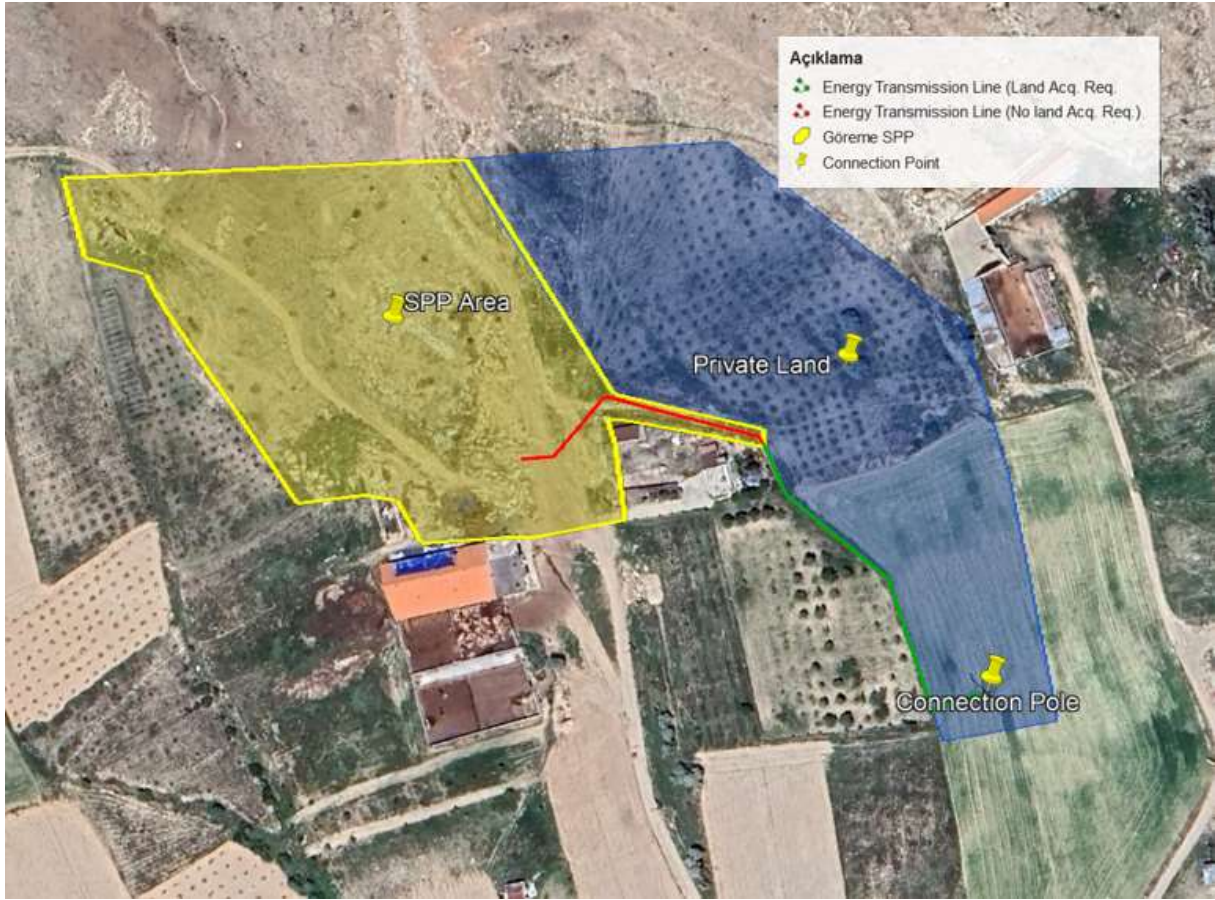 Açıklama
Energy Transmission Line (Land Acq. Req.
Energy Transmission Line (No land Acq. Req.)
Göreme SPP
Connection Point
SPP Area
Private Land
Connection Pole